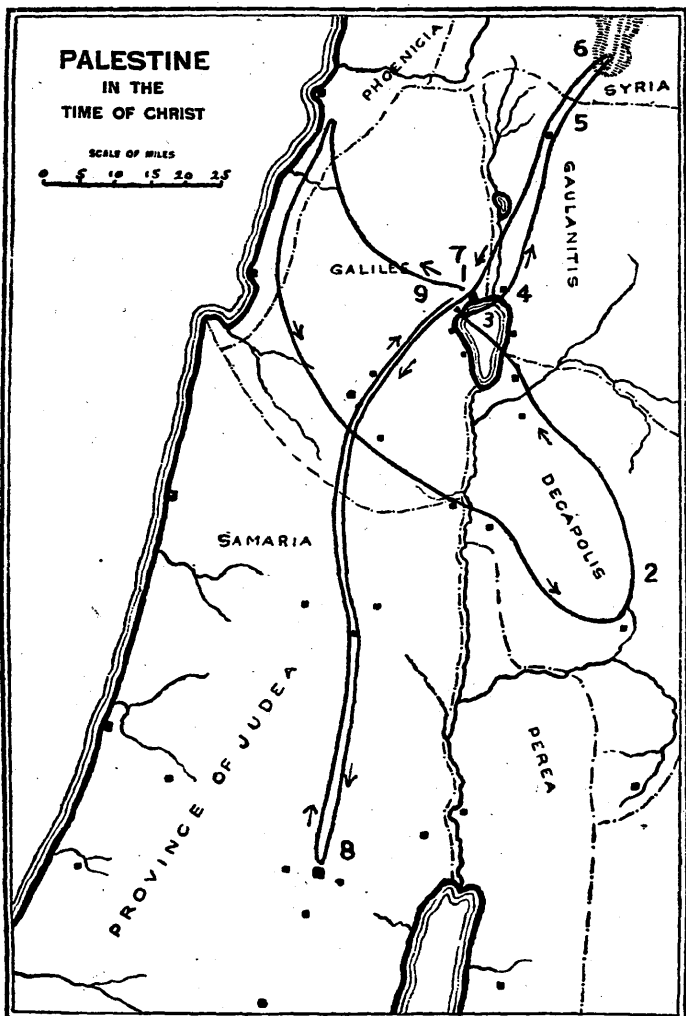 PALESTINE
IN THE
TIME OF CHRIST
SCALE OF MILES
0 5 10 15 20 25
PHOENICIA
6
SYRIA
5
GAULANITIS
7
GALILEE
9
4
1
3
DECAPOLIS
2
SAMARIA
PROVINCE OF JUDEA
PEREA
8